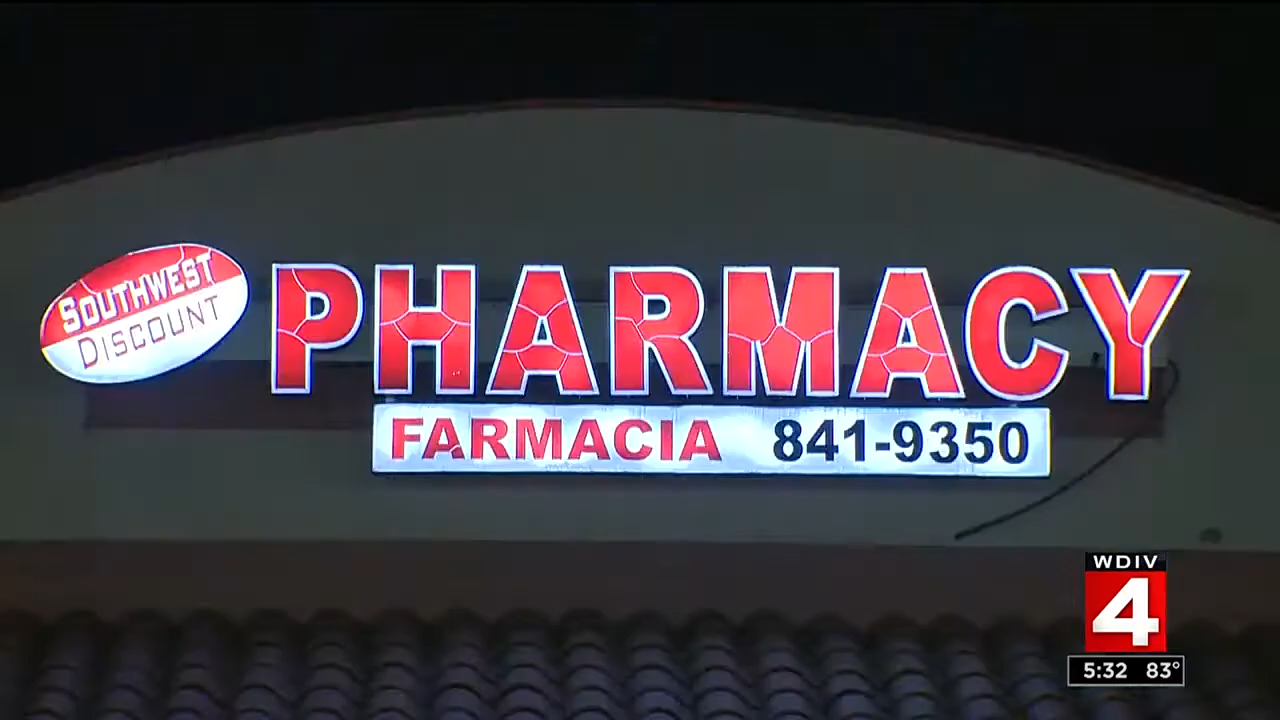 SOUTHWEST
DISCOUNT
PHARMACY
FARMACIA 841-9350
WDIV
4
5:32 83°